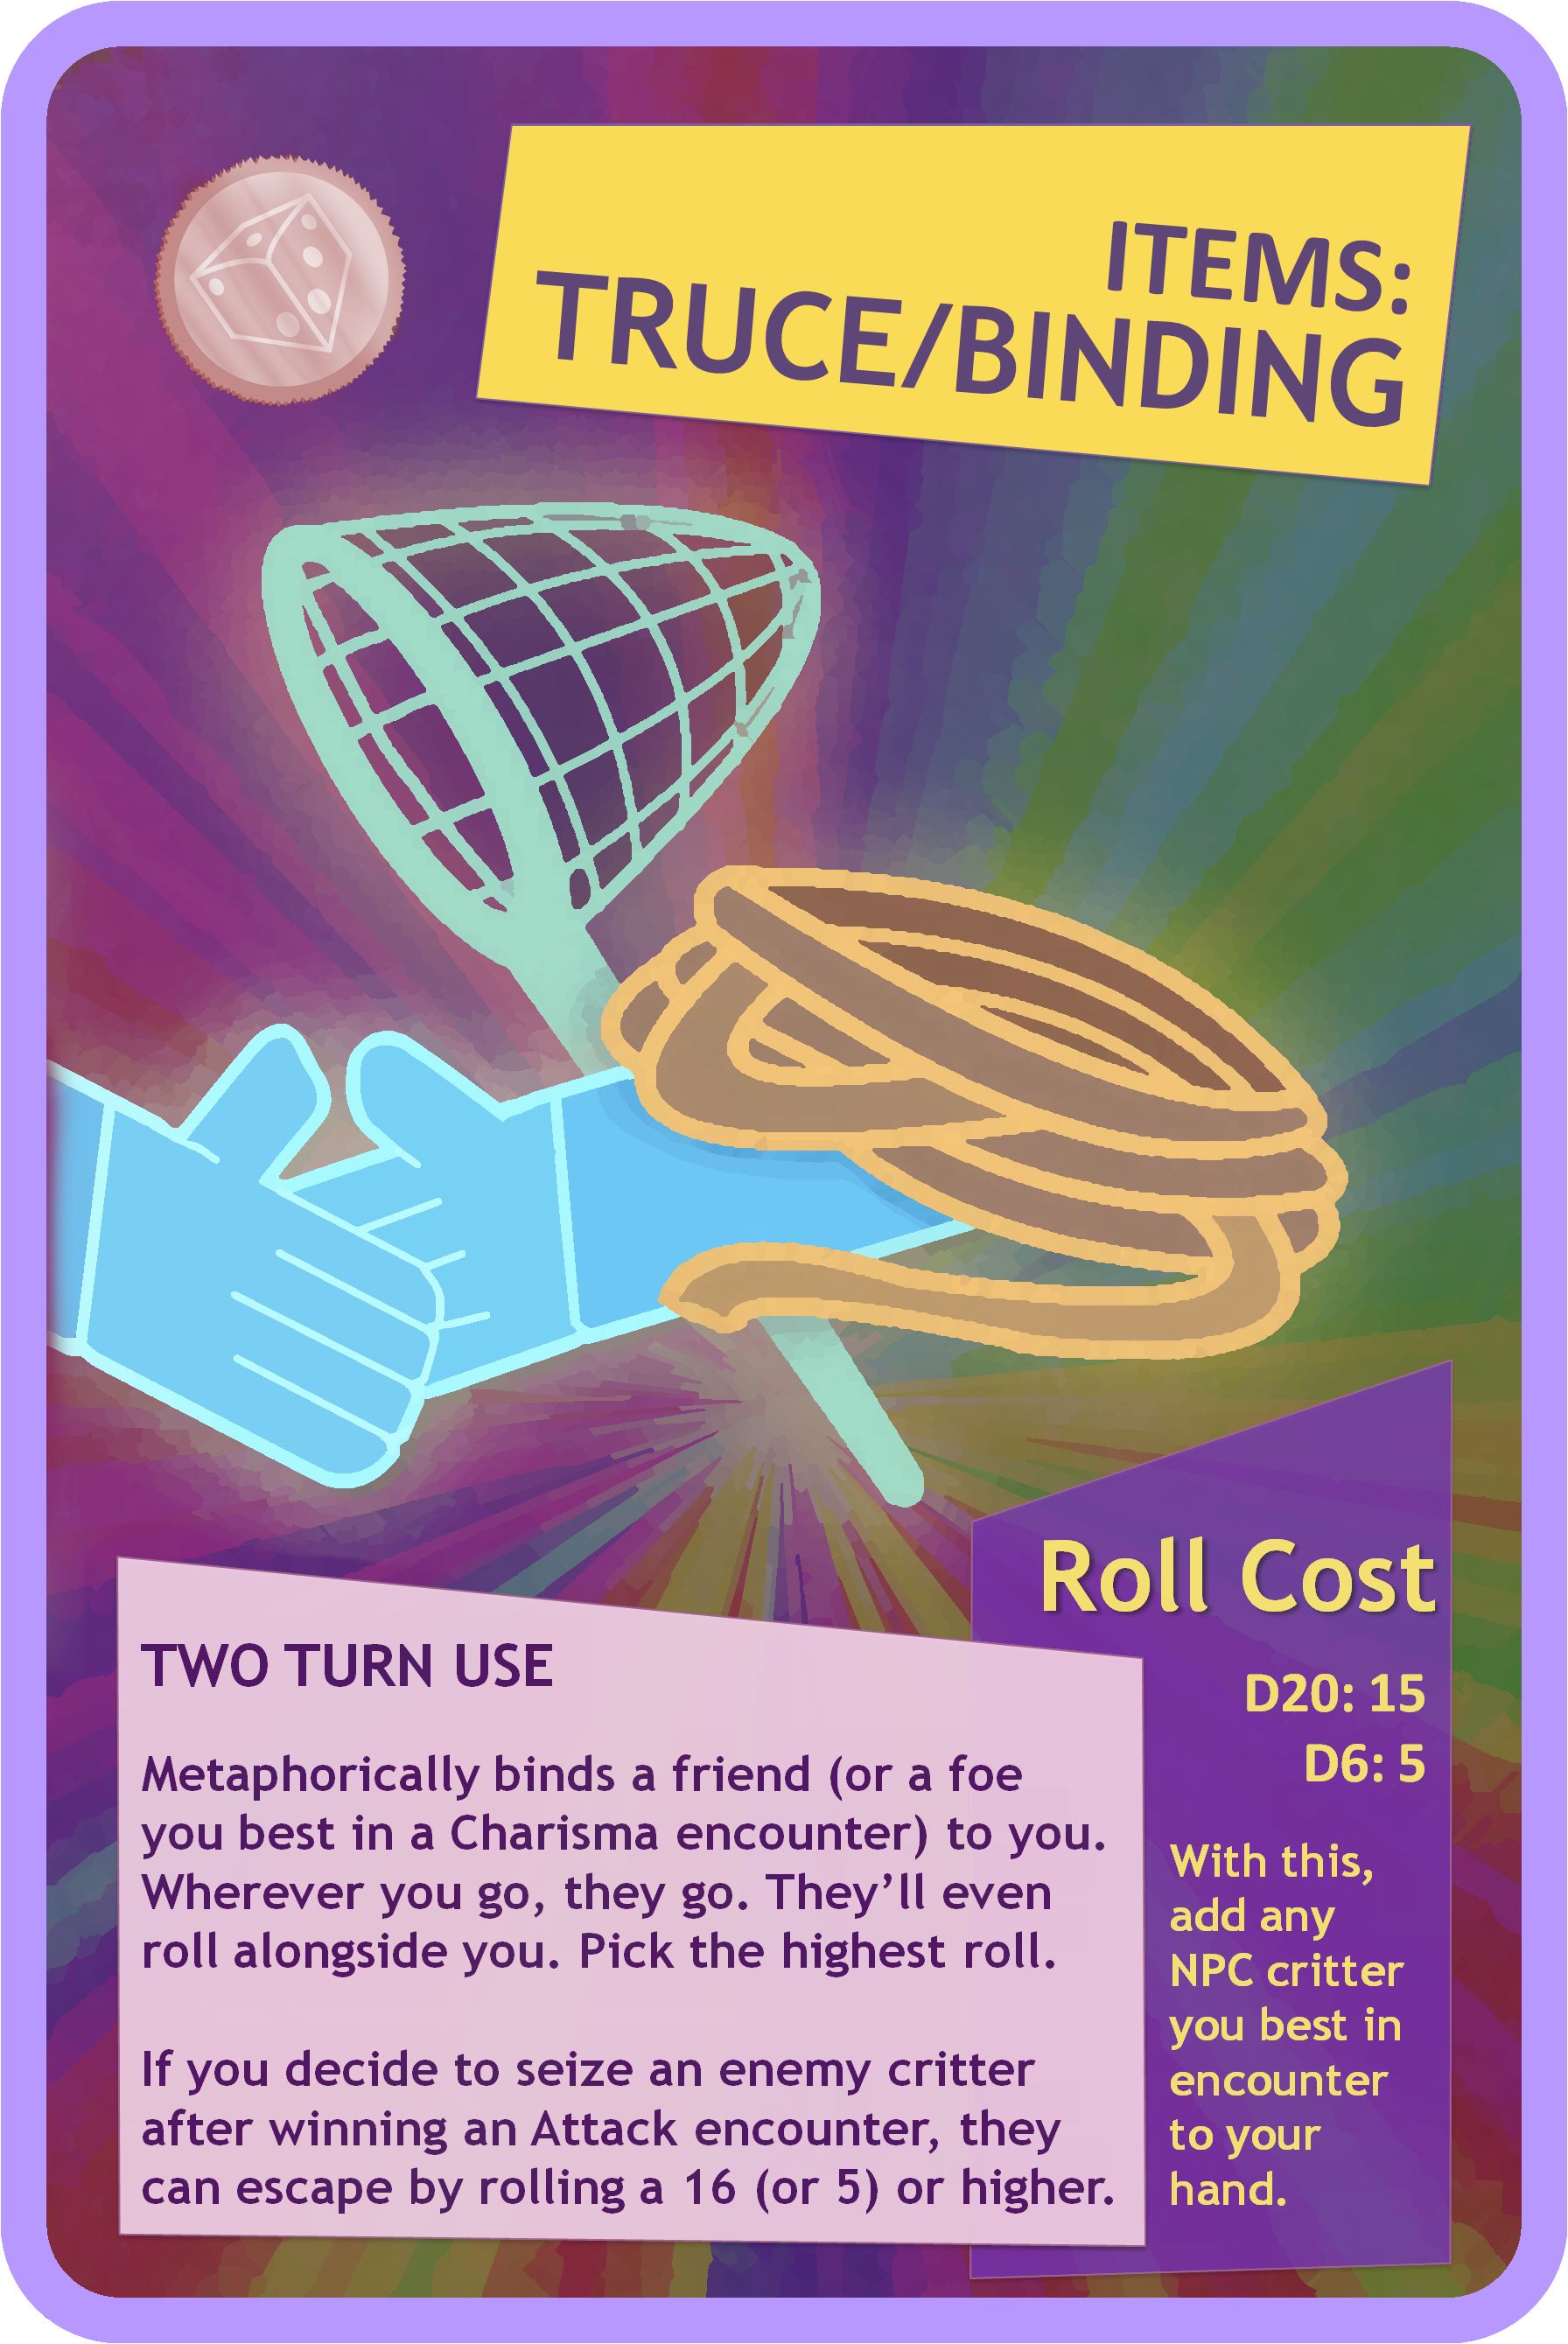 ITEMS:
TRUCE/BINDING
TWO TURN USE
Metaphorically binds a friend (or a foe
you best in a Charisma encounter) to you.
Wherever you go, they go. They’ll even
roll alongside you. Pick the highest roll.
If you decide to seize an enemy critter
after winning an Attack encounter, they
can escape by rolling a 16 (or 5) or higher.
Roll Cost
D20: 15
D6: 5
With this,
add any
NPC critter
you best in
encounter
to your
hand.